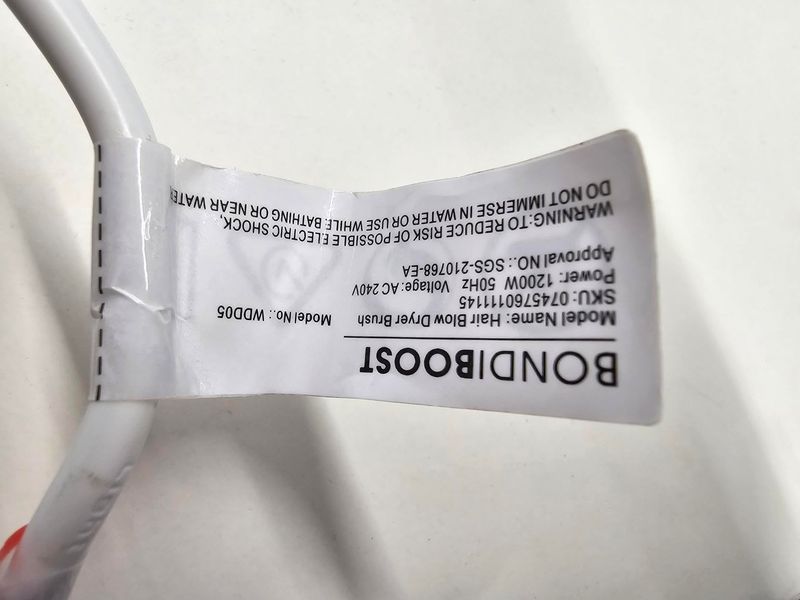 BONDIBOOST
Model Name: Hair Blow Dryer Brush Model No.: WDD05
SKU: 0745760111145
Power: 1200W 50Hz Voltage: AC 240V
Approval NO.: SGS-210768-EA
WARNING: TO REDUCE RISK OF POSSIBLE ELECTRIC SHOCK,
DO NOT IMMERSE IN WATER OR USE WHILE BATHING OR NEAR WATER